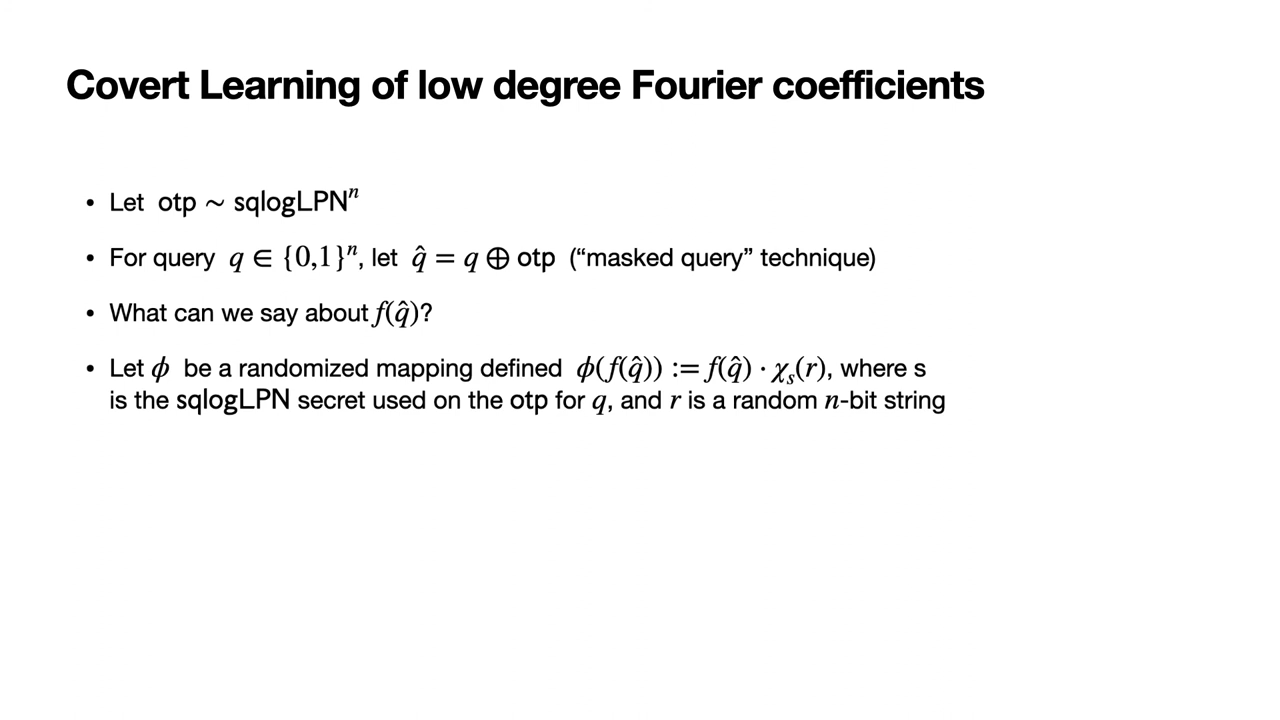 Covert Learning of low degree Fourier coefficients
• Let otp ∼ sqlogLPNⁿ
• For query q ∈ {0,1}ⁿ, let q̂ = q ⊕ otp (“masked query” technique)
• What can we say about f(q̂)?
• Let ϕ be a randomized mapping defined ϕ(f(q̂)) := f(q̂) · χₛ(r), where s
is the sqlogLPN secret used on the otp for q, and r is a random n-bit string